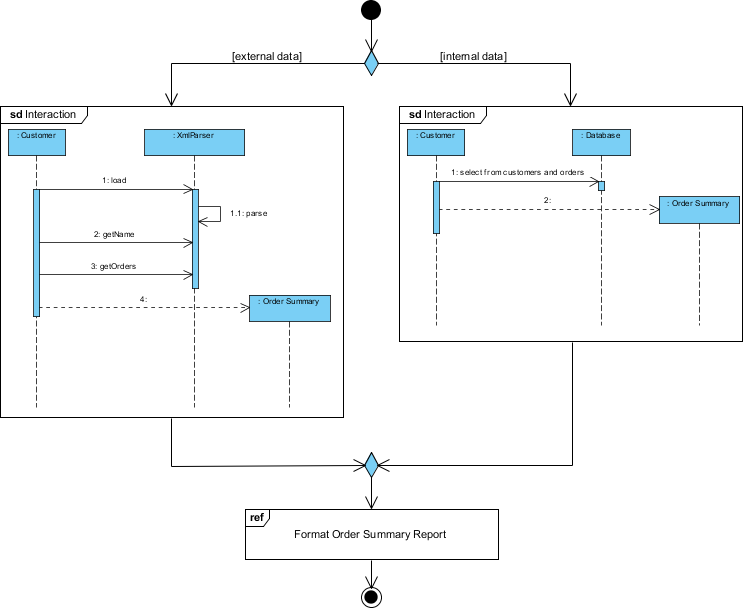 [external data]
[internal data]
sd Interaction
: Customer
: XmlParser
1: load
1.1: parse
2: getName
3: getOrders
4:
: Order Summary
sd Interaction
: Customer
: Database
1: select from customers and orders
2:
: Order Summary
ref
Format Order Summary Report